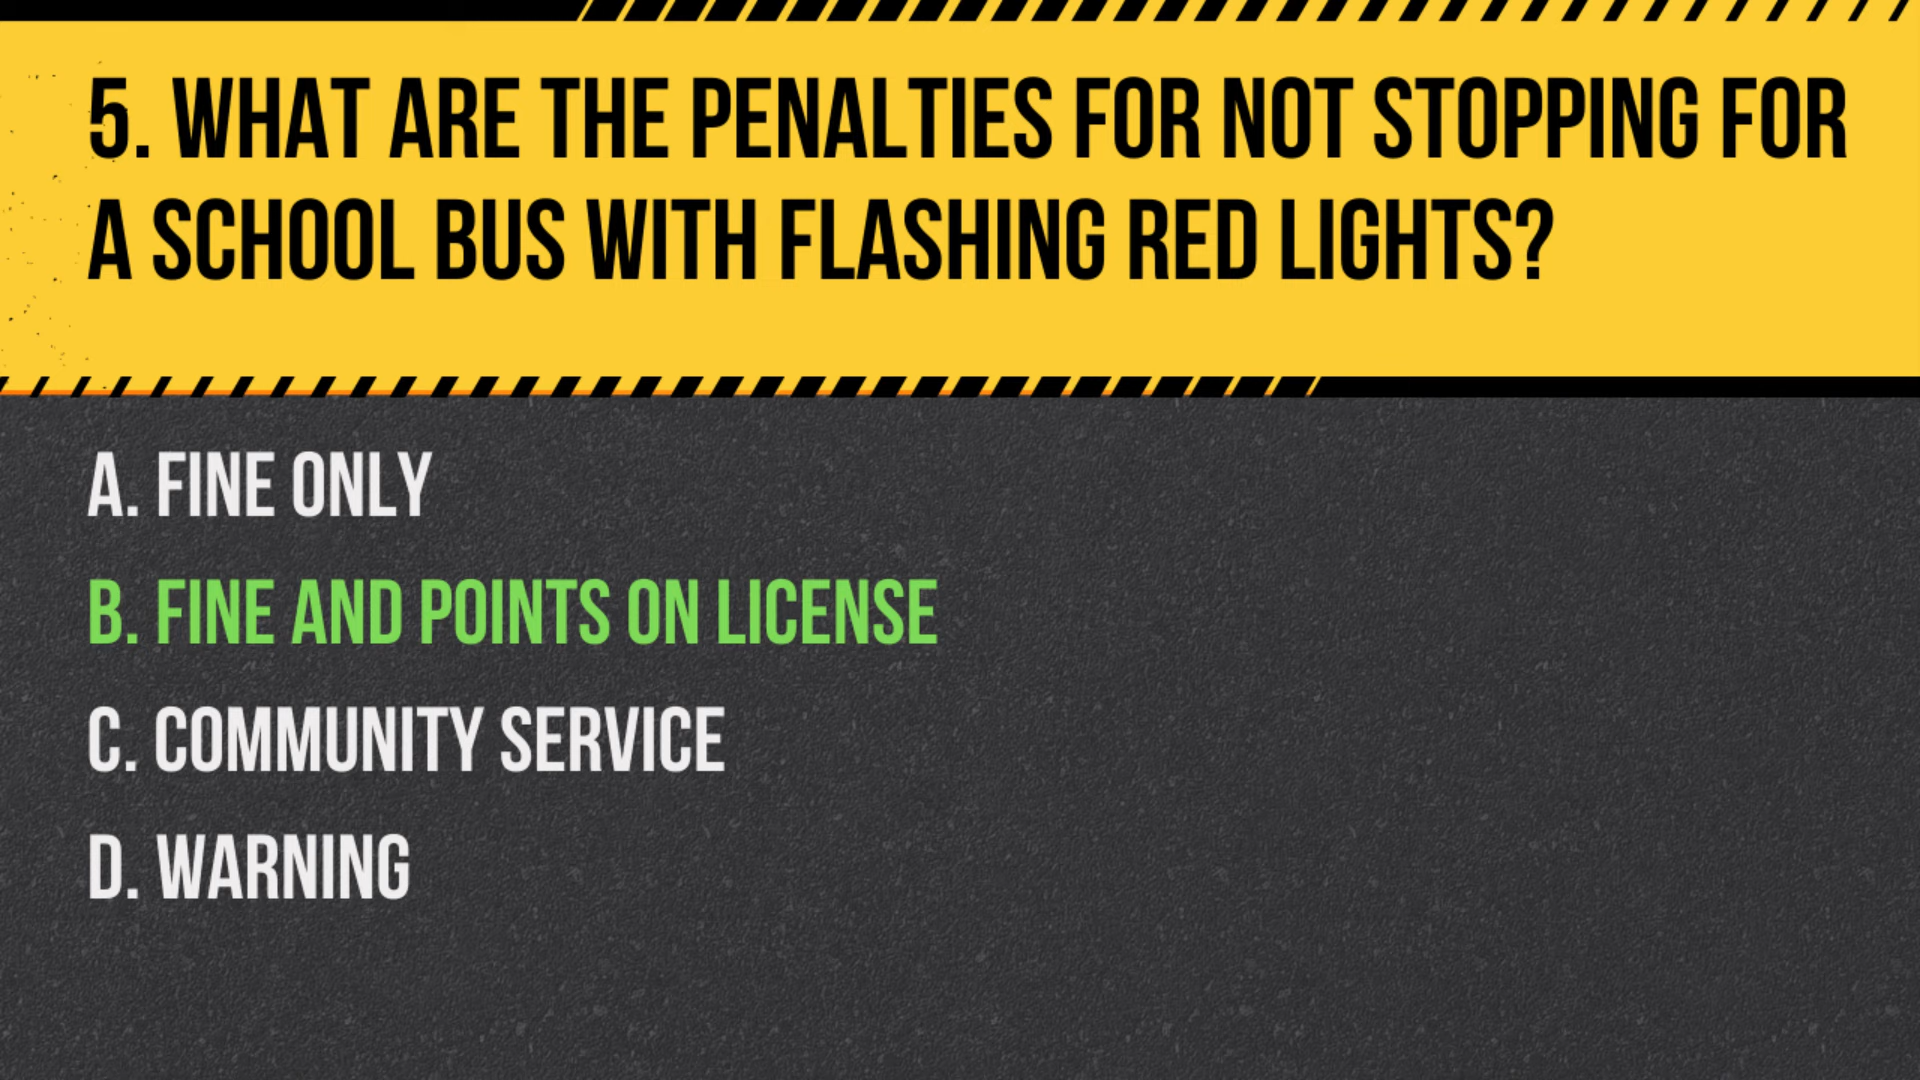 5. WHAT ARE THE PENALTIES FOR NOT STOPPING FOR
A SCHOOL BUS WITH FLASHING RED LIGHTS?
A. FINE ONLY
B. FINE AND POINTS ON LICENSE
C. COMMUNITY SERVICE
D. WARNING